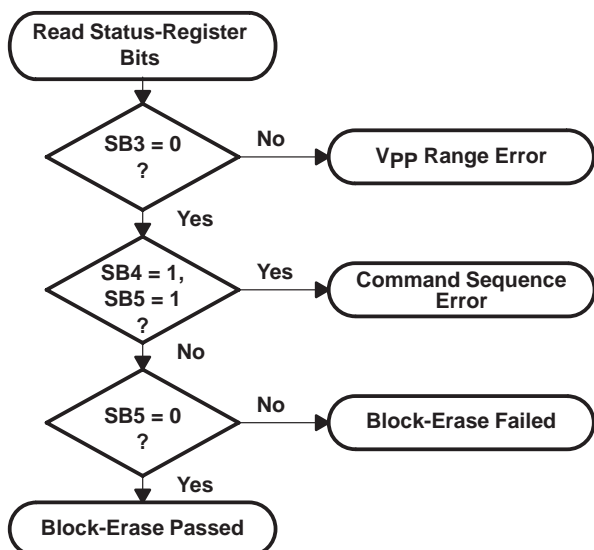 Read Status-Register
Bits
SB3 = 0
?
No
VPP Range Error
Yes
SB4 = 1,
SB5 = 1
?
Yes
Command Sequence
Error
No
SB5 = 0
?
No
Block-Erase Failed
Yes
Block-Erase Passed